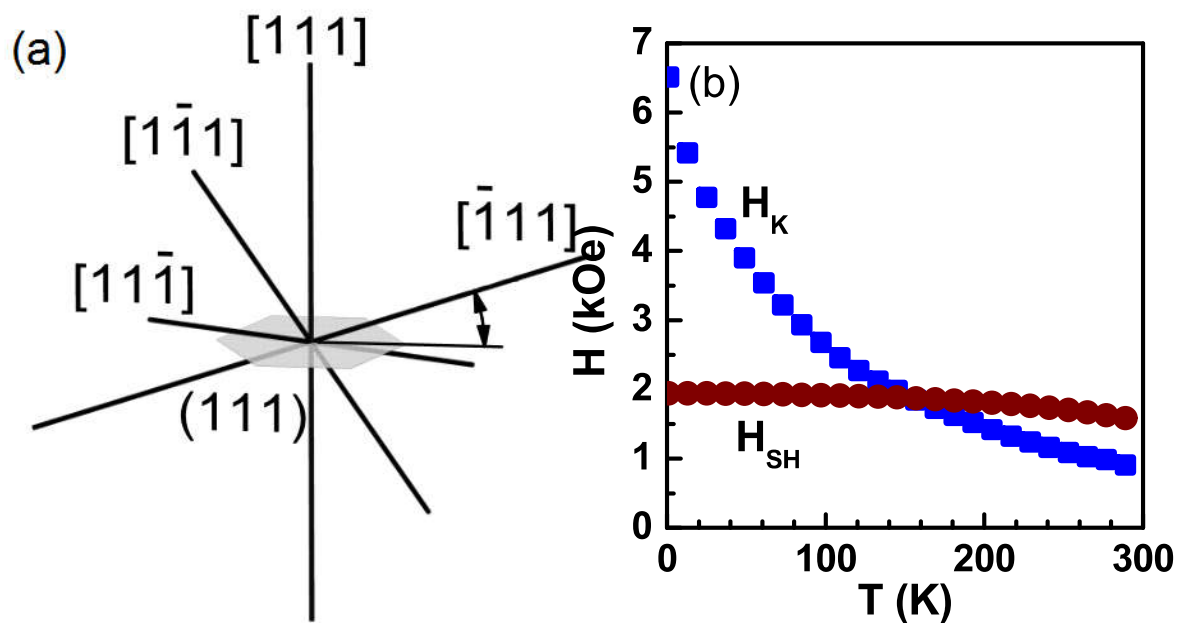 (a)
[111]
[11̄1]
[1̄11]
[111̄]
(111)
(b)
H (kOe)
7
6
5
4
3
2
1
0
H_K
H_SH
0 100 200 300
T (K)